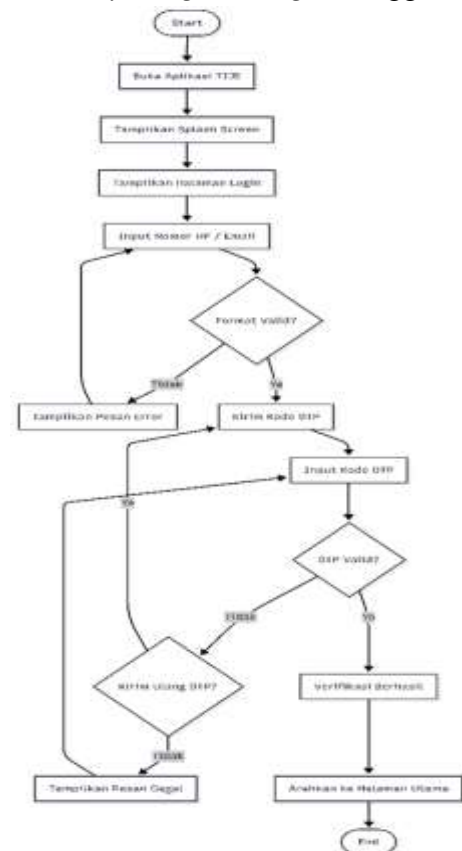 Start
Buka Aplikasi TIJE
Tampilkan Splash Screen
Tampilkan Halaman Login
Input Nomor HP / Email
Format Valid?
Tidak
Ya
Tampilkan Pesan Error
Kirim Kode OTP
Input Kode OTP
Ya
OTP Valid?
Tidak
Ya
Kirim Ulang OTP?
Verifikasi Berhasil
Tidak
Tampilkan Pesan Gagal
Arahkan ke Halaman Utama
End